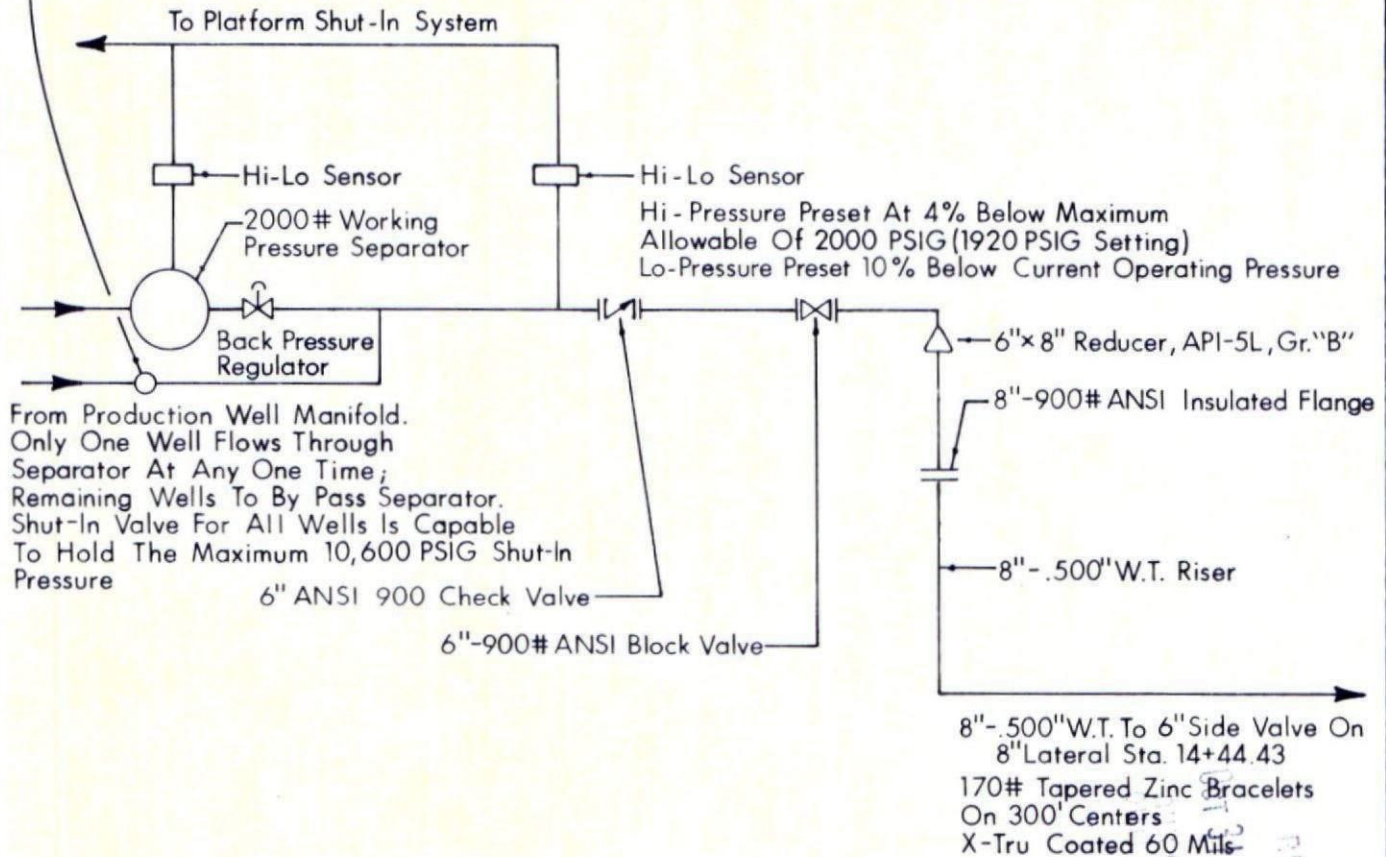 To Platform Shut-In System
Hi-Lo Sensor
Hi-Lo Sensor
2000# Working
Pressure Separator
Hi-Pressure Preset At 4% Below Maximum
Allowable Of 2000 PSIG (1920 PSIG Setting)
Lo-Pressure Preset 10% Below Current Operating Pressure
Back Pressure
Regulator
6"x 8" Reducer, API-5L, Gr."B"
8"-900# ANSI Insulated Flange
From Production Well Manifold.
Only One Well Flows Through
Separator At Any One Time;
Remaining Wells To By Pass Separator.
Shut-In Valve For All Wells Is Capable
To Hold The Maximum 10,600 PSIG Shut-In
Pressure
6" ANSI 900 Check Valve
8"-.500"W.T. Riser
6"-900# ANSI Block Valve
8"-.500"W.T. To 6"Side Valve On
8"Lateral Sta. 14+44.43
170# Tapered Zinc Bracelets
On 300' Centers
X-Tru Coated 60 Mils